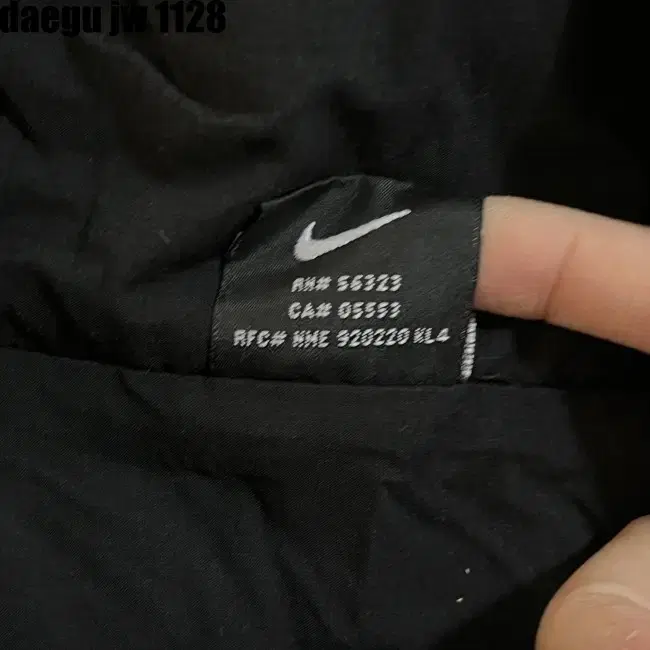 daegu jw 1128
RN# 56323
CA# 05553
RFC# NME 920220 KL4